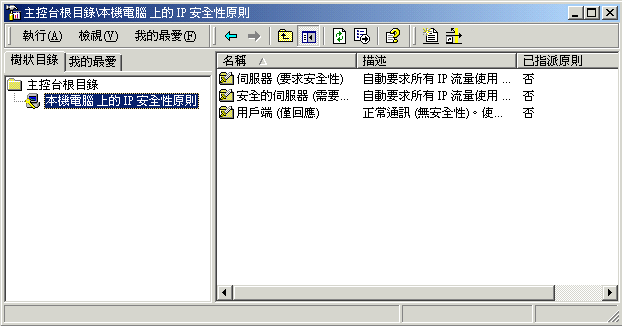 主控台根目錄\本機電腦 上的 IP 安全性原則
執行(A) 檢視(V) 我的最愛(F)
樹狀目錄 我的最愛
主控台根目錄
本機電腦 上的 IP 安全性原則
名稱 描述 已指派原則
伺服器 (要求安全性) 自動要求所有 IP 流量使用 ... 否
安全的伺服器 (需要... 自動要求所有 IP 流量使用 ... 否
用戶端 (僅回應) 正常通訊 (無安全性)。使... 否